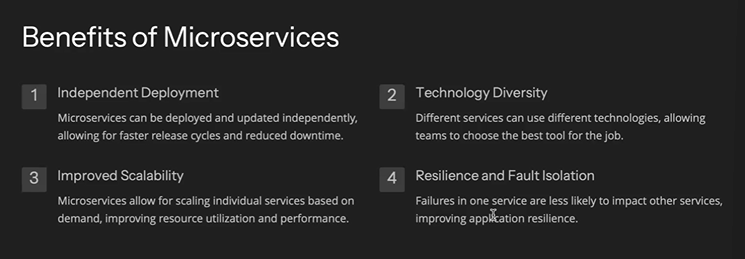 Benefits of Microservices
1 Independent Deployment
Microservices can be deployed and updated independently,
allowing for faster release cycles and reduced downtime.
2 Technology Diversity
Different services can use different technologies, allowing
teams to choose the best tool for the job.
3 Improved Scalability
Microservices allow for scaling individual services based on
demand, improving resource utilization and performance.
4 Resilience and Fault Isolation
Failures in one service are less likely to impact other services,
improving application resilience.